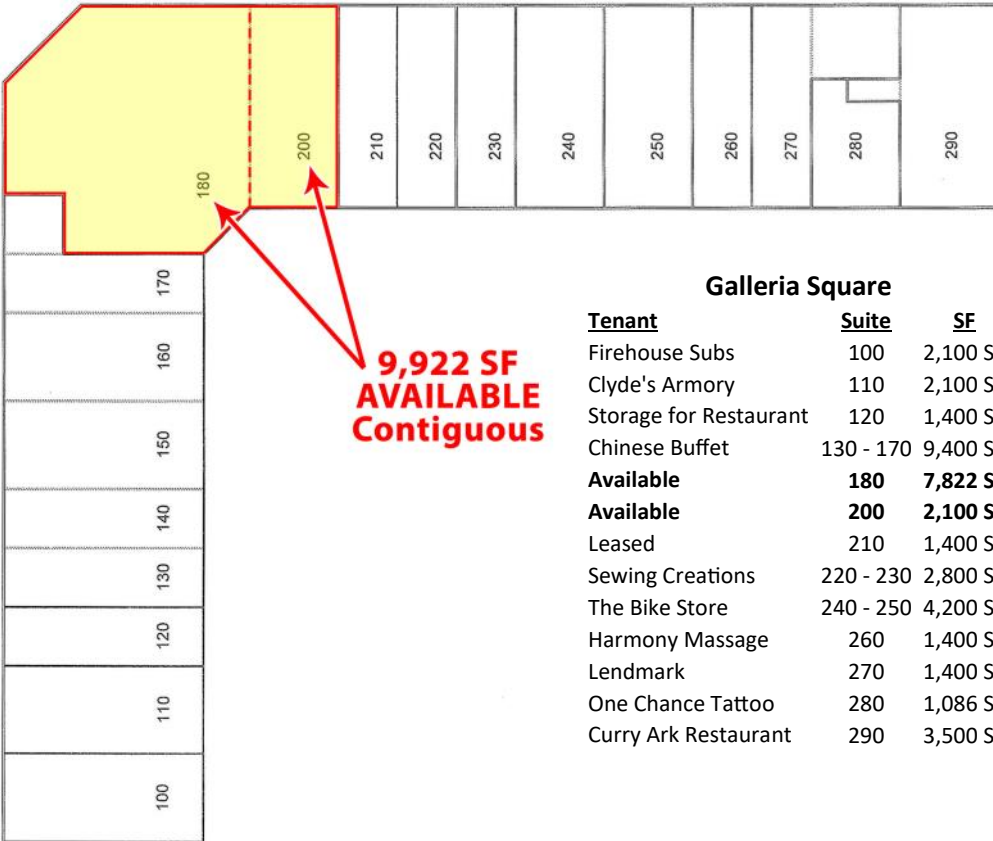 200
210
220
230
240
250
260
270
280
290
180
170
160
150
140
130
120
110
100
9,922 SF
AVAILABLE
Contiguous
Galleria Square
Tenant Suite SF
Firehouse Subs 100 2,100 S
Clyde's Armory 110 2,100 S
Storage for Restaurant 120 1,400 S
Chinese Buffet 130 - 170 9,400 S
Available 180 7,822 S
Available 200 2,100 S
Leased 210 1,400 S
Sewing Creations 220 - 230 2,800 S
The Bike Store 240 - 250 4,200 S
Harmony Massage 260 1,400 S
Lendmark 270 1,400 S
One Chance Tattoo 280 1,086 S
Curry Ark Restaurant 290 3,500 S